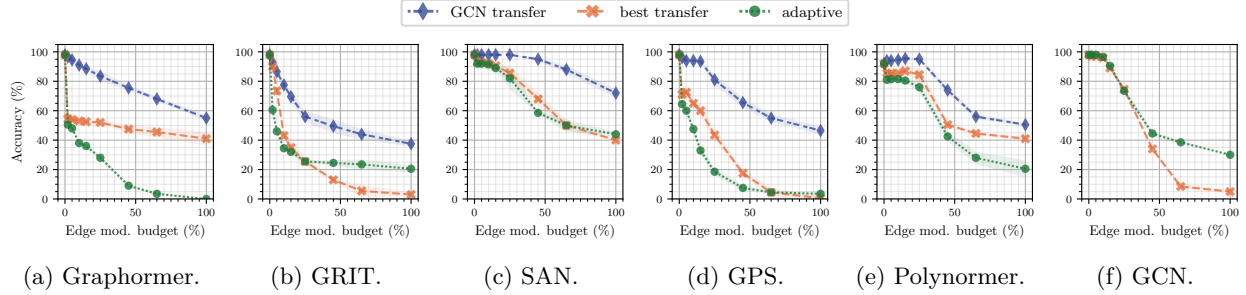 GCN transfer best transfer adaptive
Accuracy (%)
100
80
60
40
20
0
0 50 100
Edge mod. budget (%)
(a) Graphormer.
100
80
60
40
20
0
0 50 100
Edge mod. budget (%)
(b) GRIT.
100
80
60
40
20
0
0 50 100
Edge mod. budget (%)
(c) SAN.
100
80
60
40
20
0
0 50 100
Edge mod. budget (%)
(d) GPS.
100
80
60
40
20
0
0 50 100
Edge mod. budget (%)
(e) Polynormer.
100
80
60
40
20
0
0 50 100
Edge mod. budget (%)
(f) GCN.